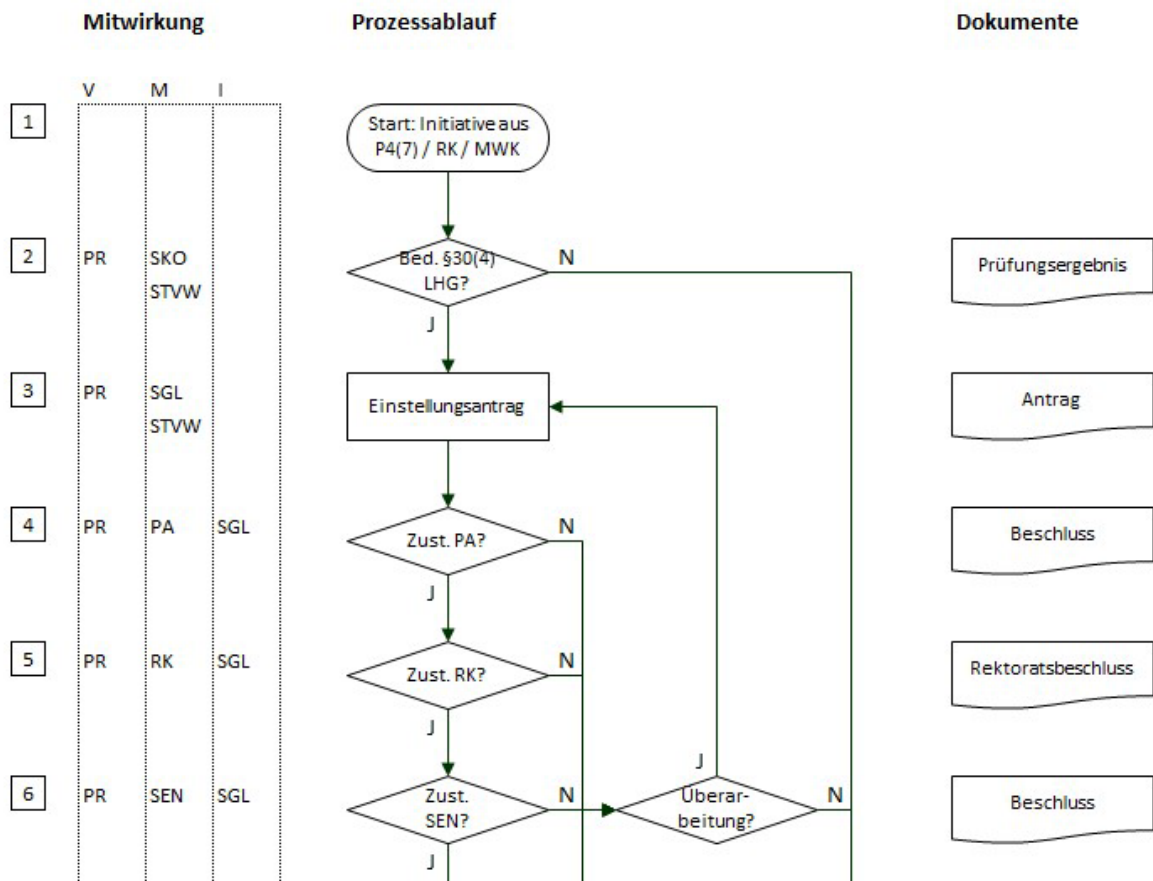 Mitwirkung Prozessablauf Dokumente
V M I
1 Start: Initiative aus
P4(7) / RK / MWK
2 PR SKO Bed. §30(4) N Prüfungsergebnis
STVW LHG?
J
3 PR SGL Einstellungsantrag Antrag
STVW
4 PR PA SGL Zust. PA? N Beschluss
J
5 PR RK SGL Zust. RK? N Rektoratsbeschluss
J J
6 PR SEN SGL Zust. N Überar- N Beschluss
SEN? beitung?
J